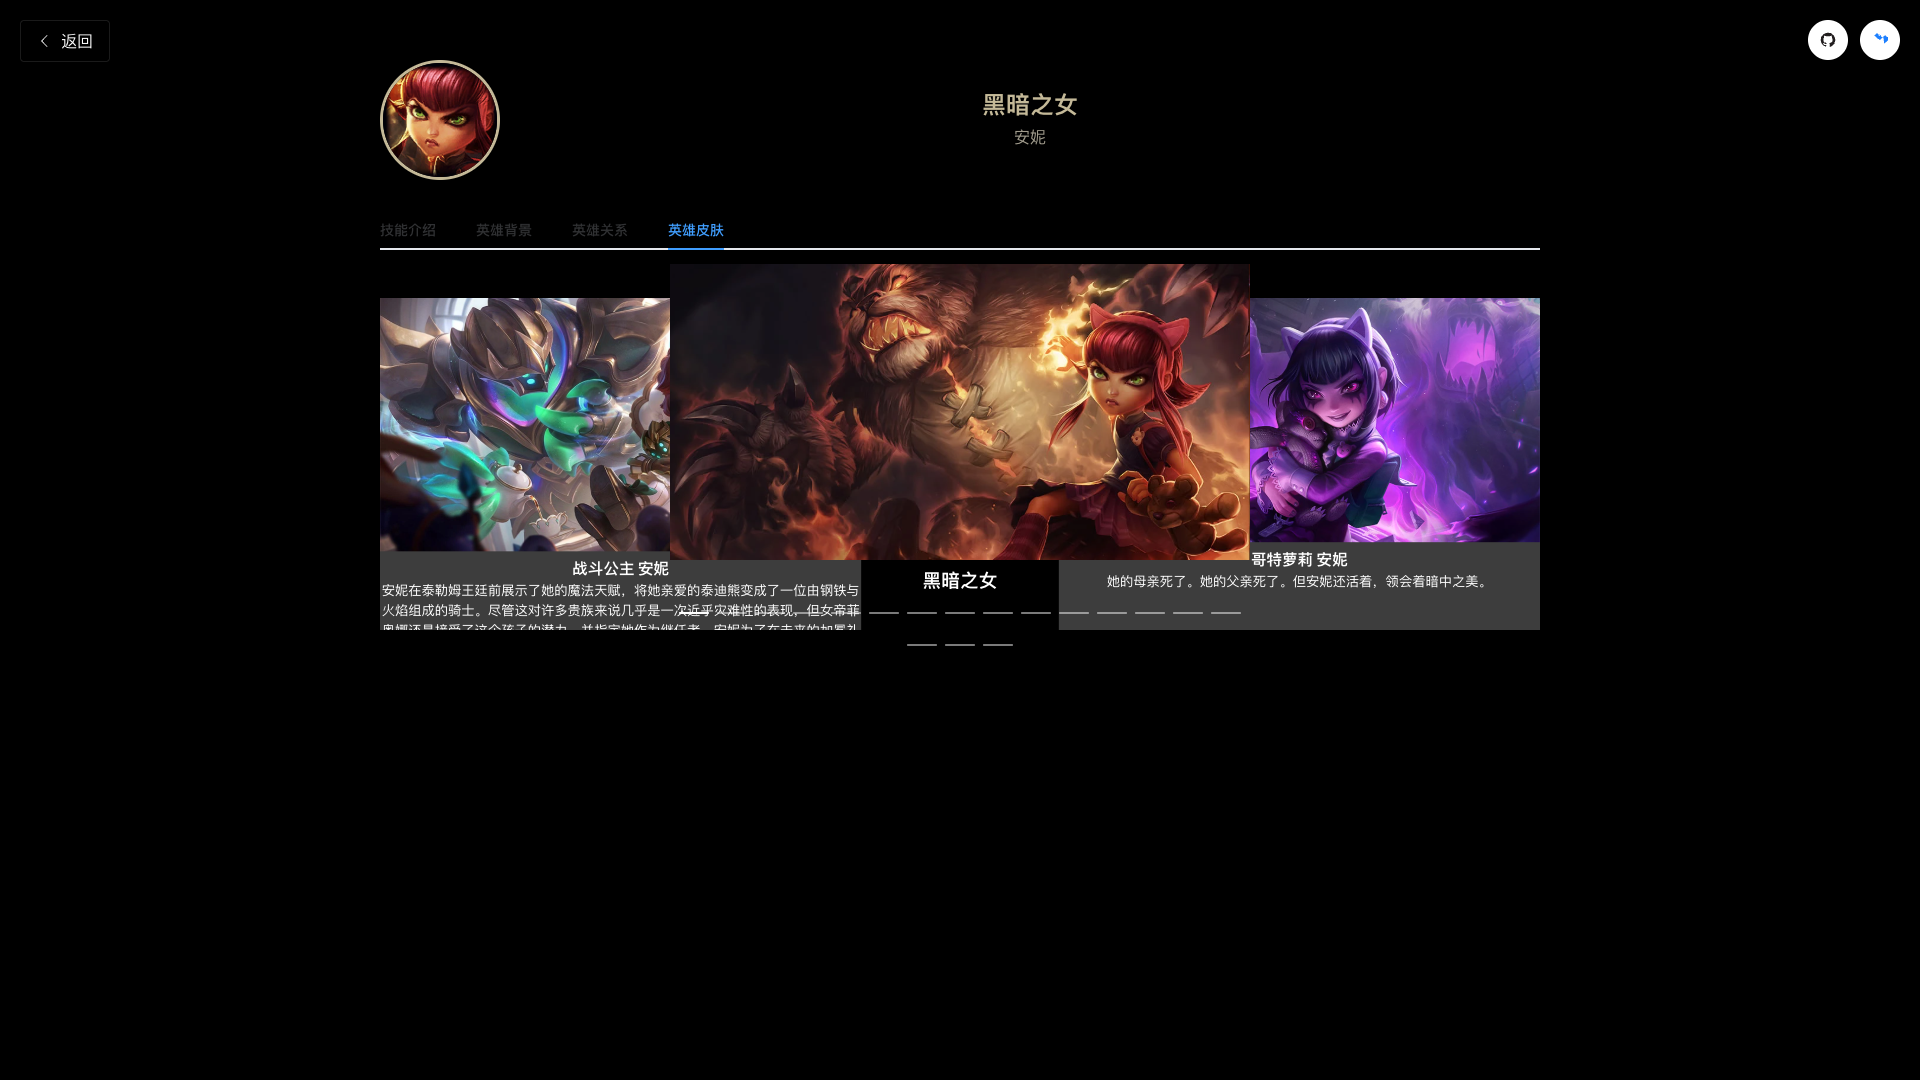 返回
黑暗之女
安妮
技能介绍
英雄背景
英雄关系
英雄皮肤
战斗公主 安妮
安妮在泰勒姆王廷前展示了她的魔法天赋，将她亲爱的泰迪熊变成了一位由钢铁与
火焰组成的骑士。尽管这对许多贵族来说几乎是一次近乎灾难性的表现，但女帝菲
奥娜还是接受了这个孩子的潜力，并指定她作为继任者。安妮为了在未来的加冕礼
黑暗之女
哥特萝莉 安妮
她的母亲死了。她的父亲死了。但安妮还活着，领会着暗中之美。